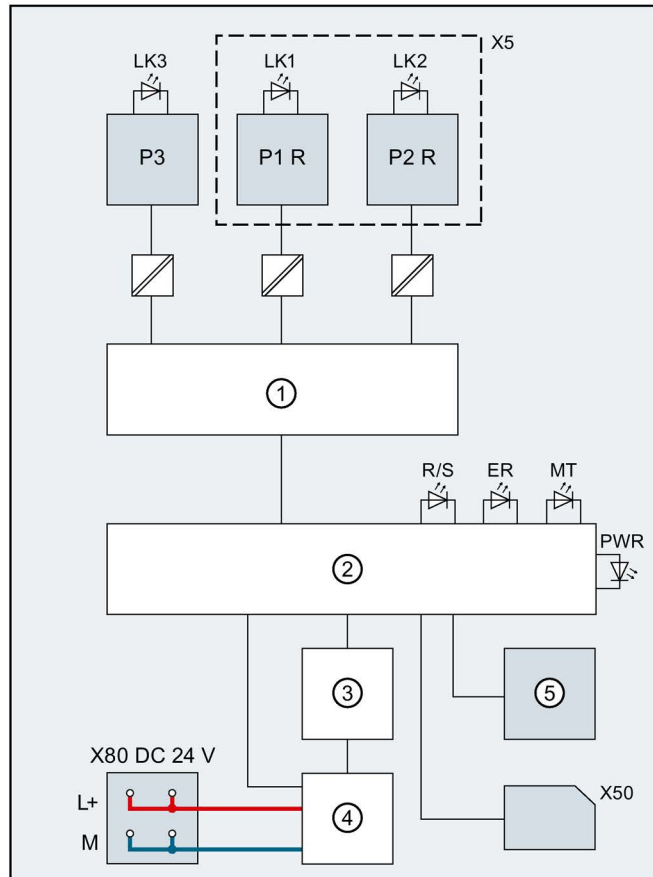 X5
LK3 LK1 LK2
P3 P1 R P2 R
1
R/S ER MT
PWR
2
3 5
X80 DC 24 V
X50
L+
4
M